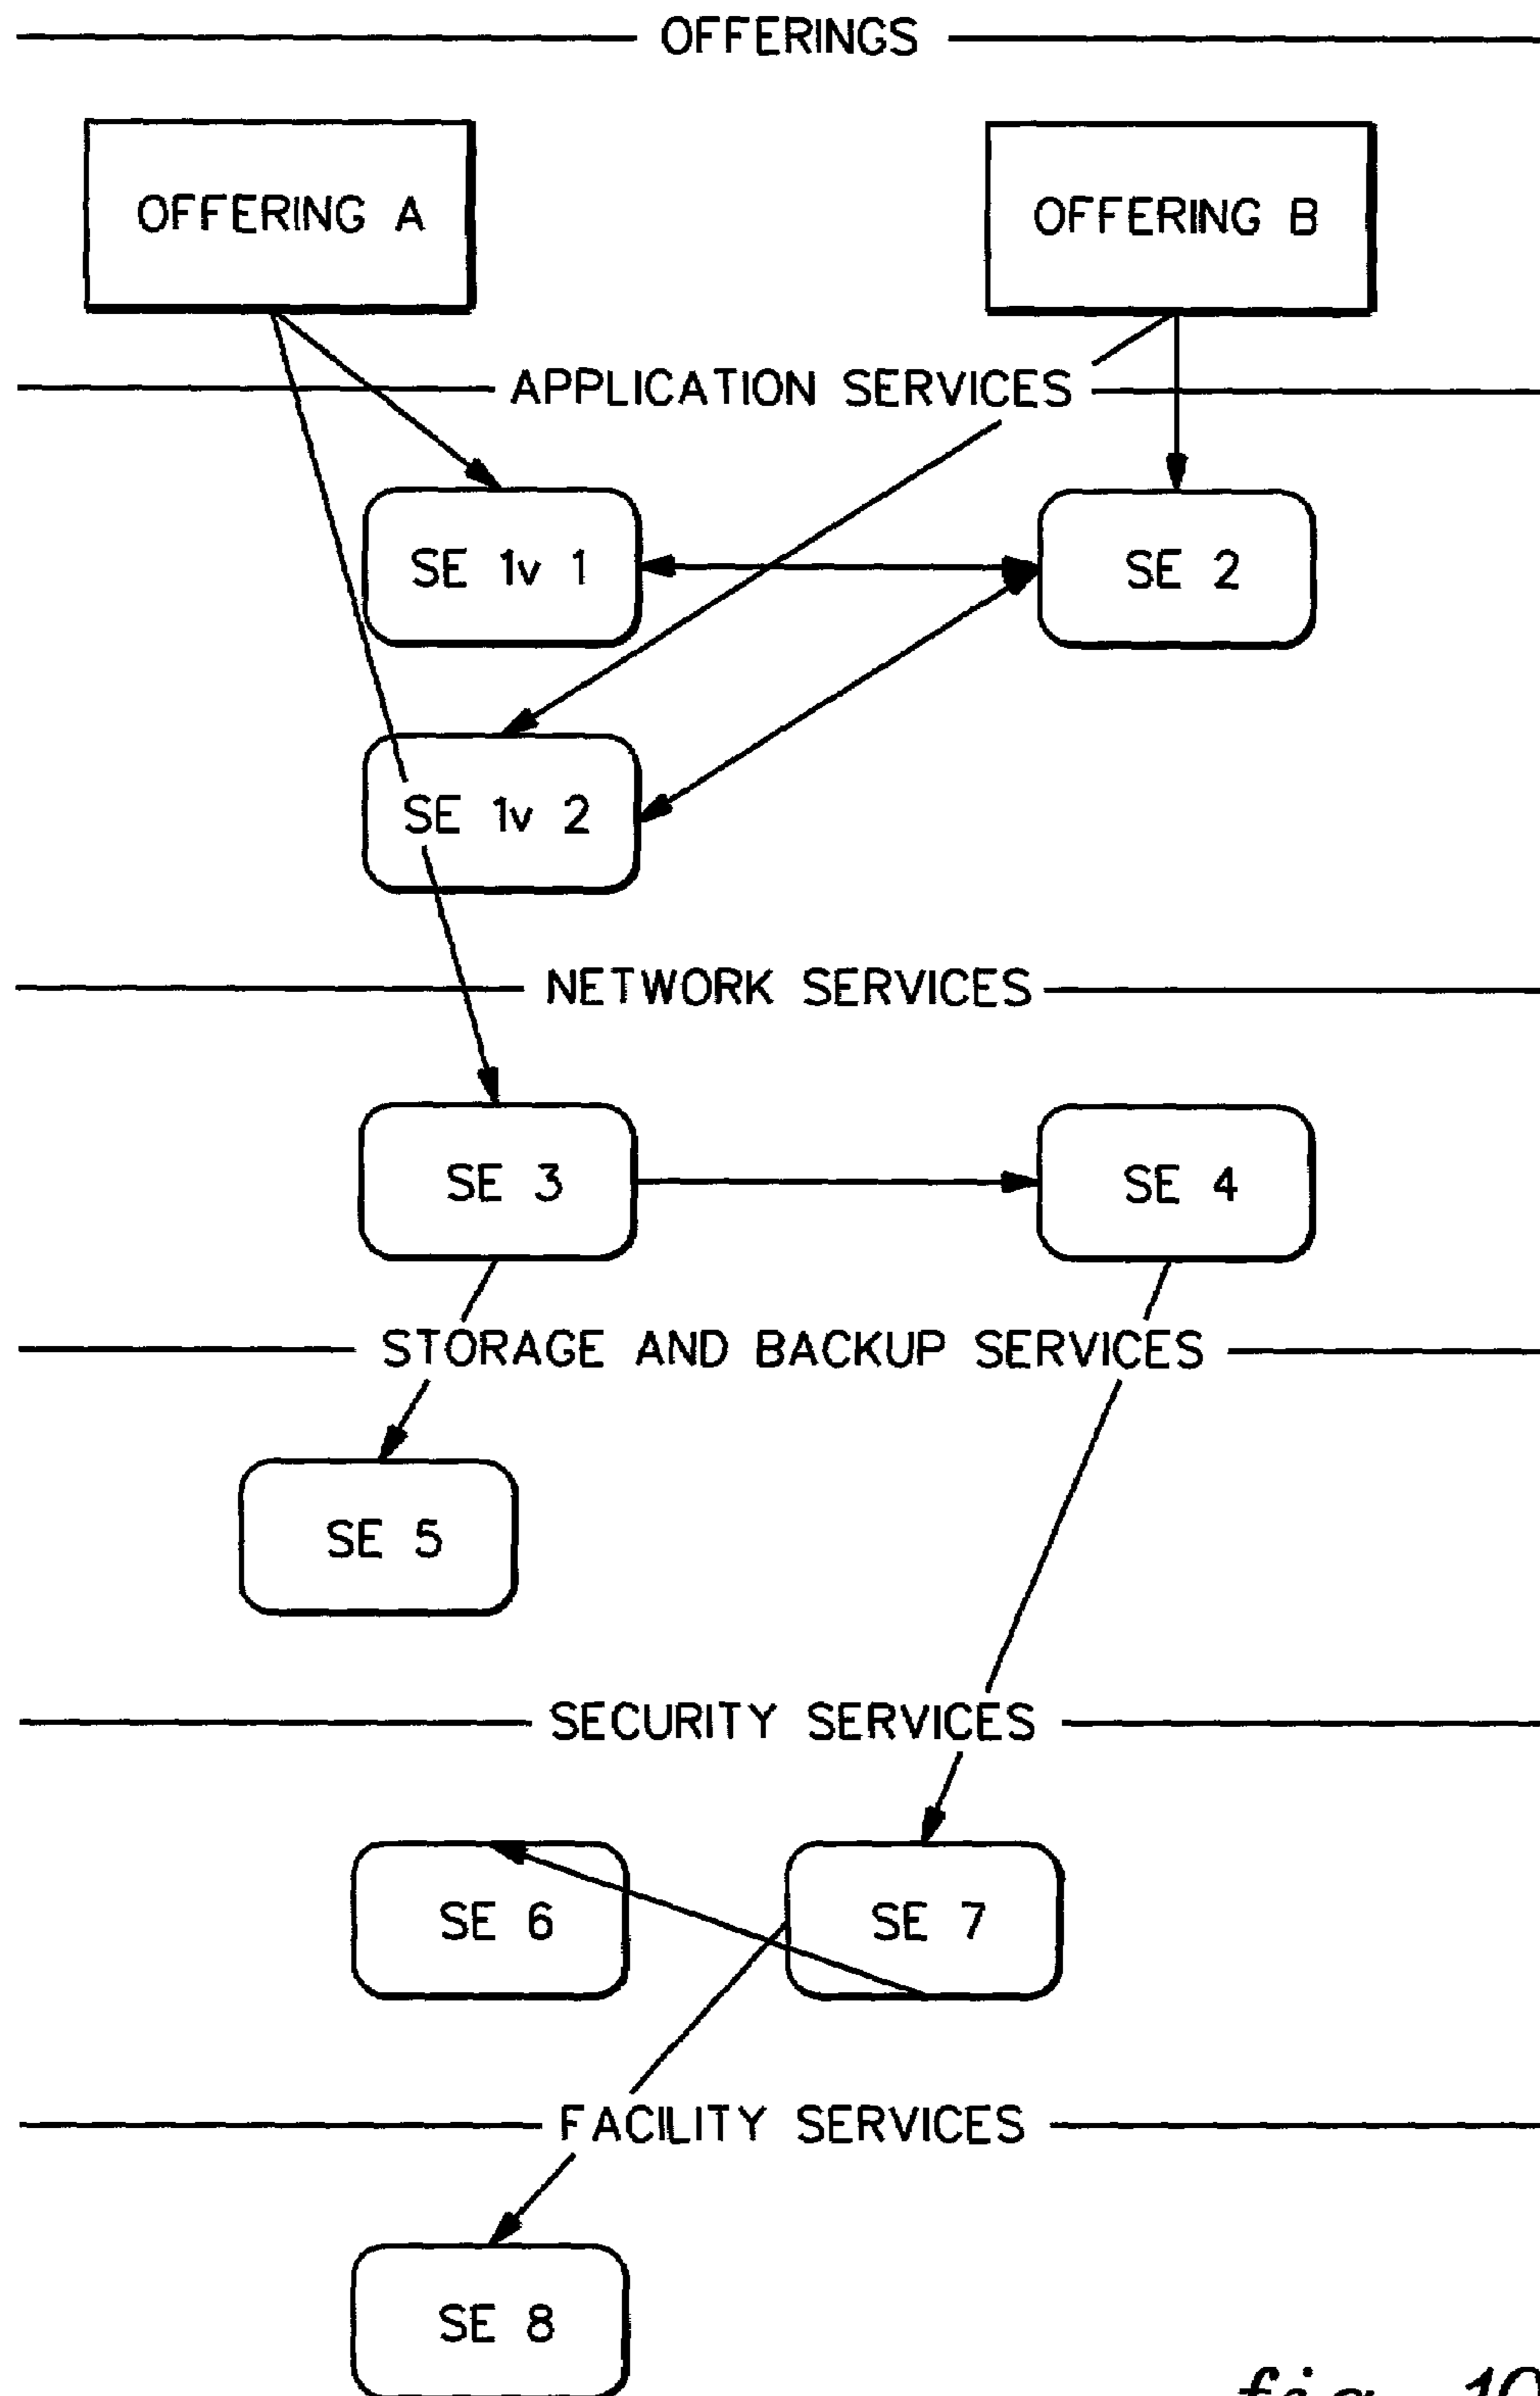 OFFERINGS
OFFERING A
OFFERING B
APPLICATION SERVICES
SE 1v 1
SE 2
SE 1v 2
NETWORK SERVICES
SE 3
SE 4
STORAGE AND BACKUP SERVICES
SE 5
SECURITY SERVICES
SE 6
SE 7
FACILITY SERVICES
SE 8